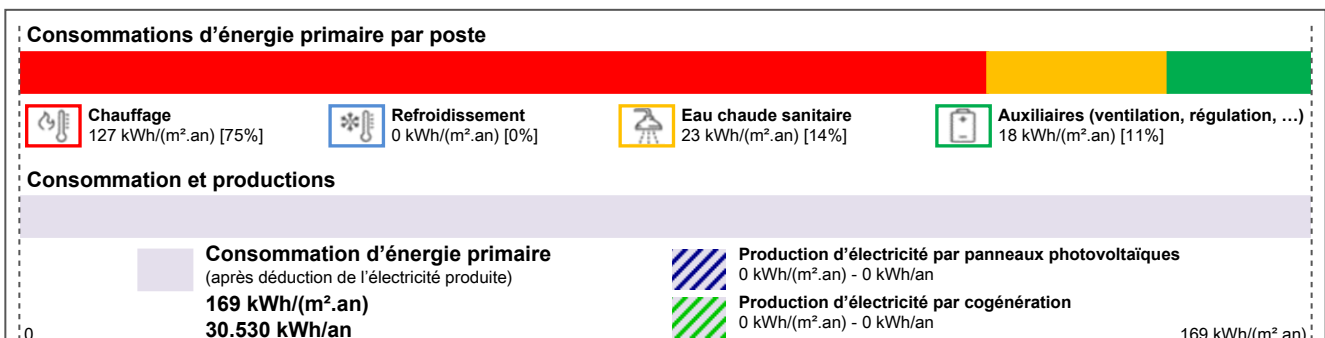 Consommations d’énergie primaire par poste
Chauffage
127 kWh/(m².an) [75%]
Refroidissement
0 kWh/(m².an) [0%]
Eau chaude sanitaire
23 kWh/(m².an) [14%]
Auxiliaires (ventilation, régulation, …)
18 kWh/(m².an) [11%]
Consommation et productions
Consommation d’énergie primaire
(après déduction de l’électricité produite)
169 kWh/(m².an)
30.530 kWh/an
Production d’électricité par panneaux photovoltaïques
0 kWh/(m².an) - 0 kWh/an
Production d’électricité par cogénération
0 kWh/(m².an) - 0 kWh/an
0
169 kWh/(m².an)